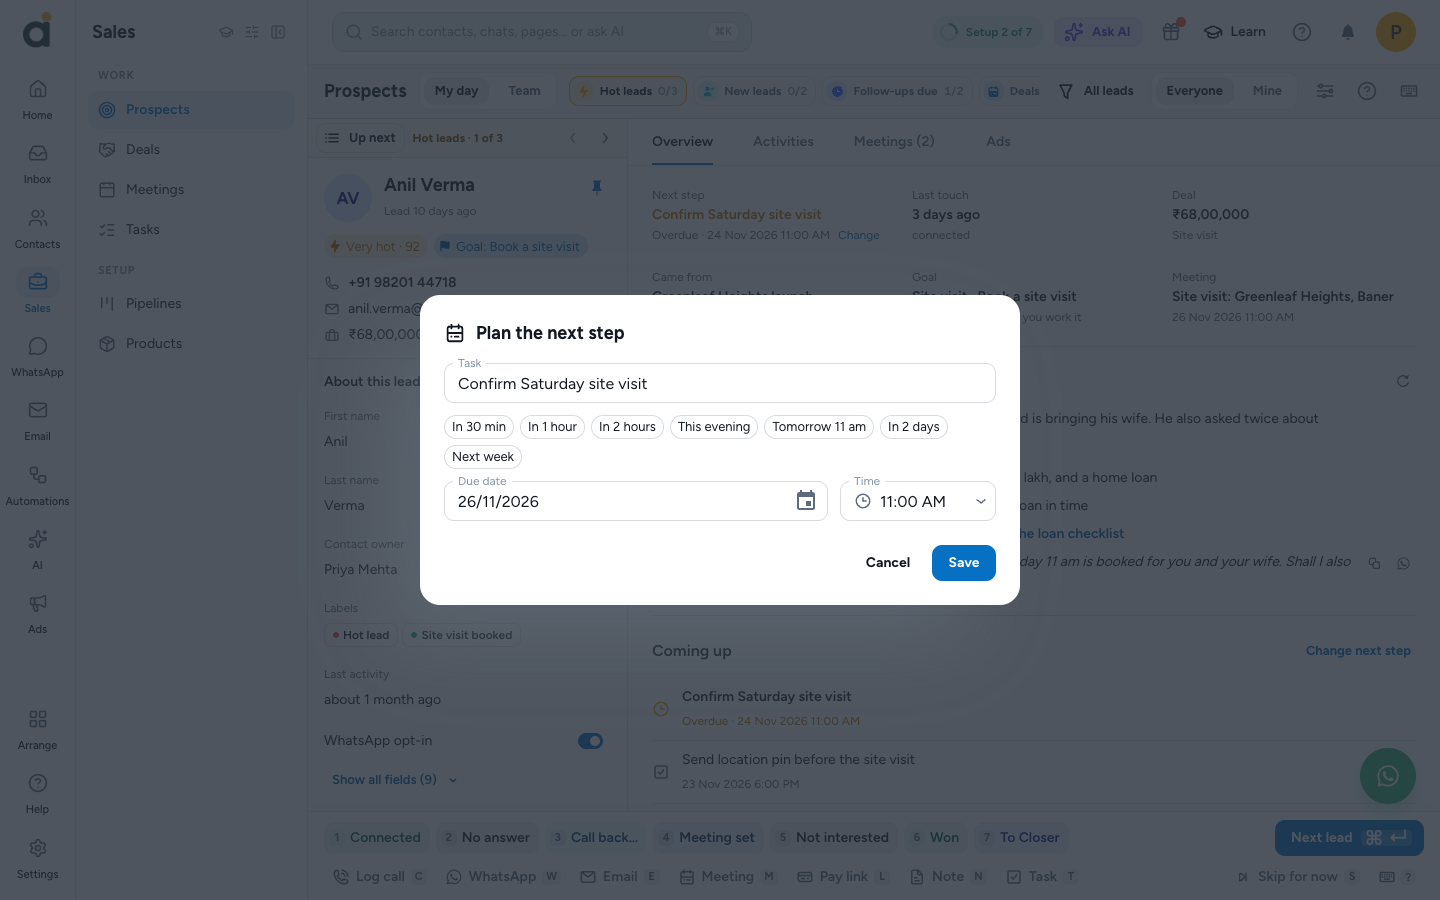 Sales
Search contacts, chats, pages... or ask AI
⌘K
Setup 2 of 7
Ask AI
Learn
P
Home
Inbox
Contacts
Sales
WhatsApp
Email
Automations
AI
Ads
Arrange
Help
Settings
WORK
Prospects
Deals
Meetings
Tasks
SETUP
Pipelines
Products
Prospects
My day
Team
Hot leads 0/3
New leads 0/2
Follow-ups due 1/2
Deals
All leads
Everyone
Mine
Up next
Hot leads · 1 of 3
AV
Anil Verma
Lead 10 days ago
Very hot · 92
Goal: Book a site visit
+91 98201 44718
anil.verma@
₹68,00,000
About this lead
First name
Anil
Last name
Verma
Contact owner
Priya Mehta
Labels
Hot lead
Site visit booked
Last activity
about 1 month ago
WhatsApp opt-in
Show all fields (9)
Overview
Activities
Meetings (2)
Ads
Next step
Confirm Saturday site visit
Overdue · 24 Nov 2026 11:00 AM Change
Last touch
3 days ago
connected
Deal
₹68,00,000
Site visit
Came from
Goal
a site visit
you work it
Meeting
Site visit: Greenleaf Heights, Baner
26 Nov 2026 11:00 AM
Plan the next step
Task
Confirm Saturday site visit
In 30 min
In 1 hour
In 2 hours
This evening
Tomorrow 11 am
In 2 days
Next week
Due date
26/11/2026
Time
11:00 AM
Cancel
Save
d is bringing his wife. He also asked twice about
lakh, and a home loan
oan in time
he loan checklist
day 11 am is booked for you and your wife. Shall I also
Coming up
Change next step
Confirm Saturday site visit
Overdue · 24 Nov 2026 11:00 AM
Send location pin before the site visit
23 Nov 2026 6:00 PM
1 Connected
2 No answer
3 Call back...
4 Meeting set
5 Not interested
6 Won
7 To Closer
Next lead ⌘
Log call C
WhatsApp W
Email E
Meeting M
Pay link L
Note N
Task T
Skip for now S
?